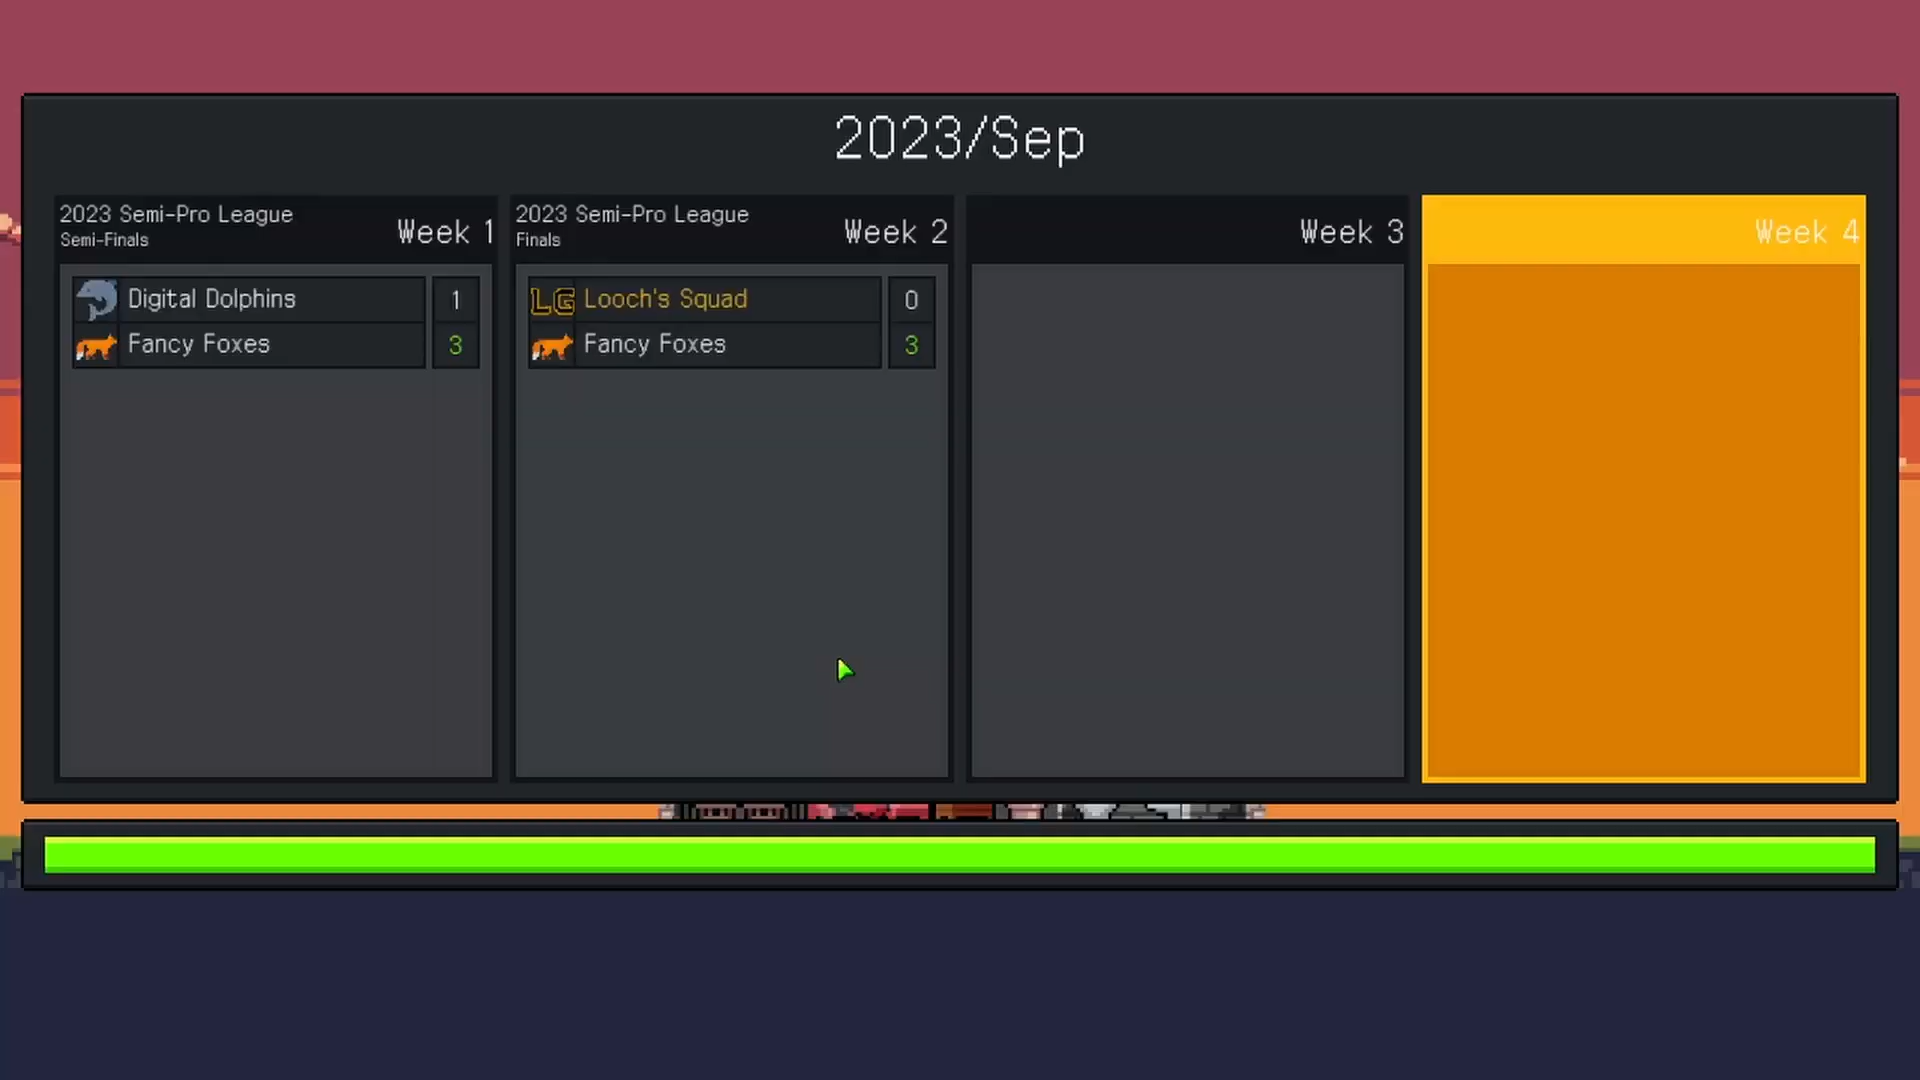 2023/Sep
2023 Semi-Pro League
Semi-Finals
Week 1
Digital Dolphins 1
Fancy Foxes 3
2023 Semi-Pro League
Finals
Week 2
LG Looch's Squad 0
Fancy Foxes 3
Week 3
Week 4